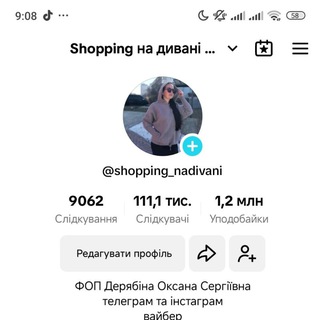 9:08
58
Shopping на дивані ...
@shopping_nadivani
9062 111,1 тис. 1,2 млн
Слідкування Слідкувачі Уподобайки
Редагувати профіль
ФОП Дерябіна Оксана Сергіївна
телеграм та інстаграм
вайбер